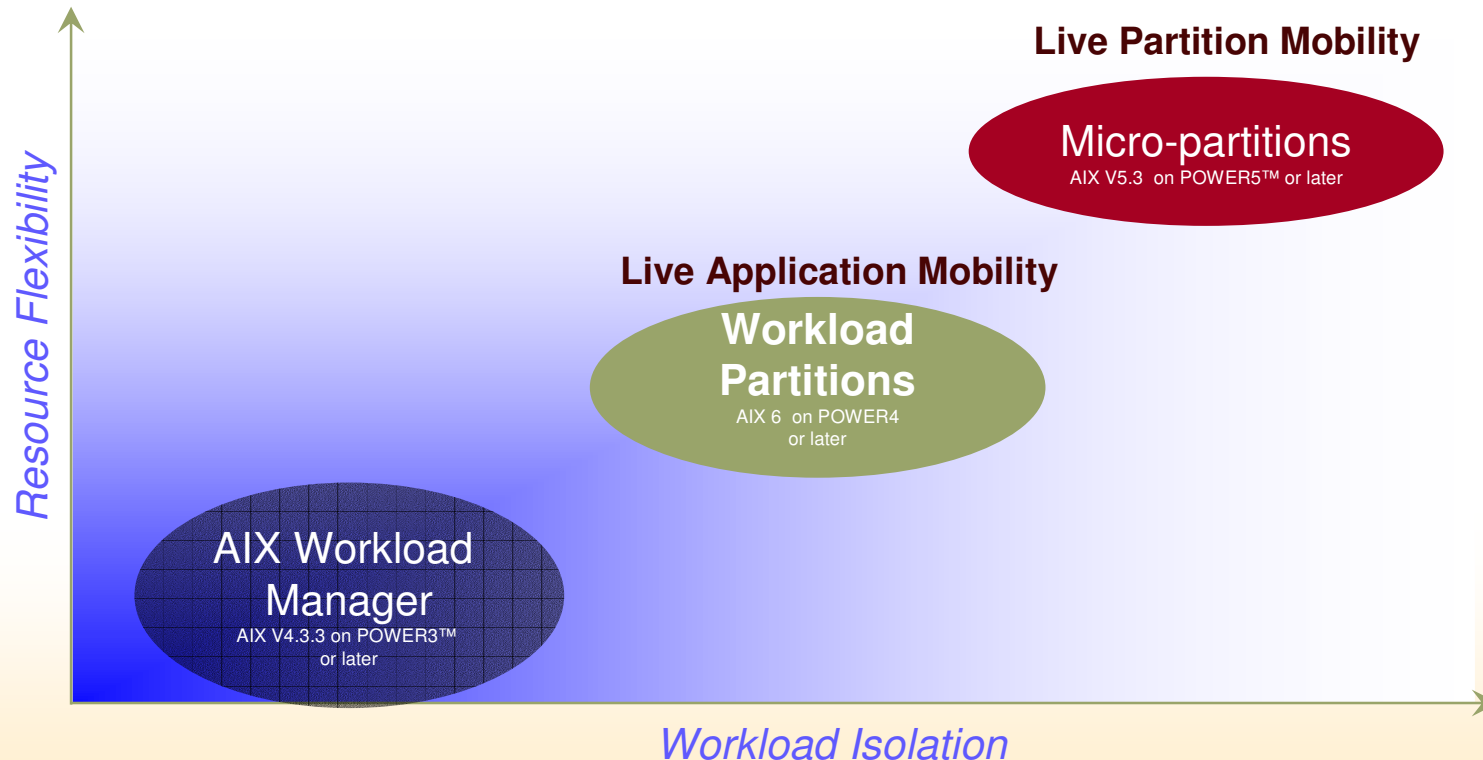 Live Partition Mobility
Micro-partitions
AIX V5.3 on POWER5™ or later
Resource Flexibility
Live Application Mobility
Workload
Partitions
AIX 6 on POWER4
or later
AIX Workload
Manager
AIX V4.3.3 on POWER3™
or later
Workload Isolation